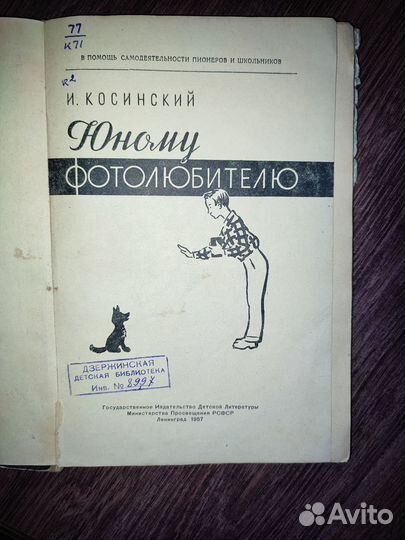 77
К71
к2
В ПОМОЩЬ САМОДЕЯТЕЛЬНОСТИ ПИОНЕРОВ И ШКОЛЬНИКОВ
И. КОСИНСКИЙ
Юному
ФОТОЛЮБИТЕЛЮ
ДЗЕРЖИНСКАЯ
ДЕТСКАЯ БИБЛИОТЕКА
Инв. № 8997
Государственное Издательство Детской Литературы
Министерства Просвещения РСФСР
Ленинград 1957
Avito